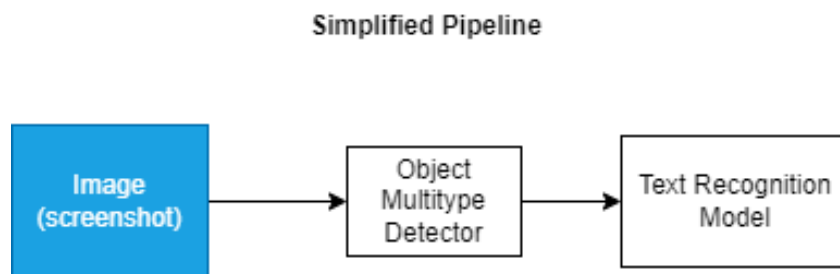 Simplified Pipeline
Image
(screenshot)
Object
Multitype
Detector
Text Recognition
Model